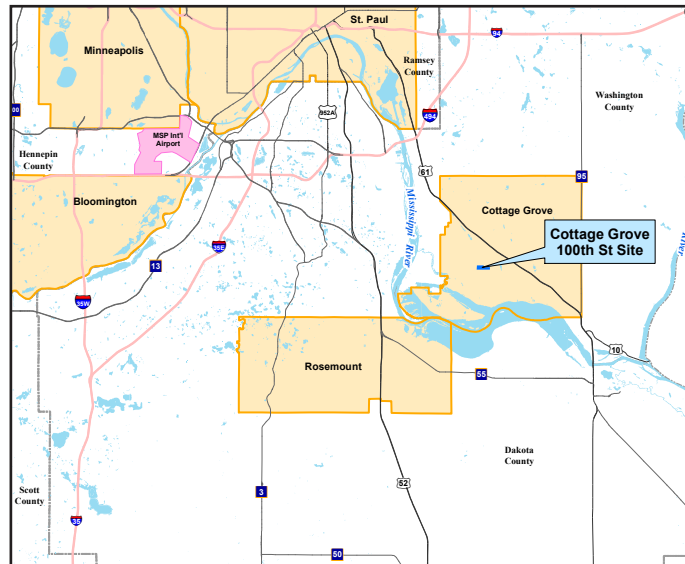 St. Paul
Minneapolis
94
Ramsey
County
Washington
County
00
952A
494
MSP Int'l
Airport
Hennepin
County
61
95
Bloomington
Mississippi River
Cottage Grove
Cottage Grove
100th St Site
River
35E
13
35W
10
Rosemount
55
Dakota
County
52
3
Scott
County
35
50